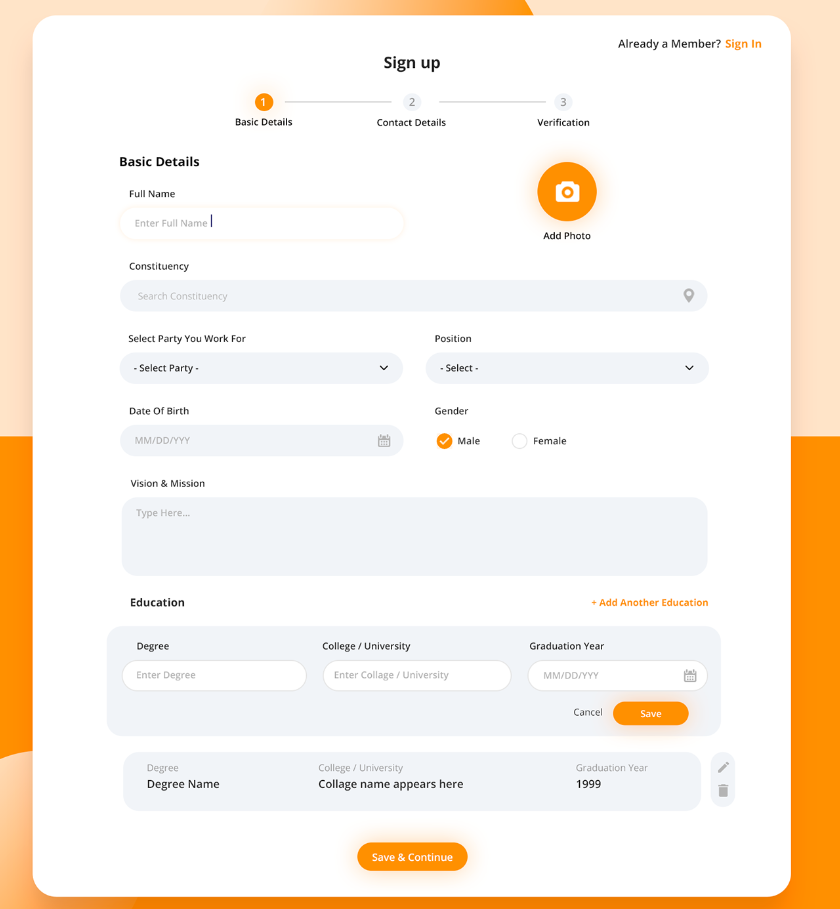 Already a Member? Sign In
Sign up
1 2 3
Basic Details Contact Details Verification
Basic Details
Full Name
Enter Full Name
Add Photo
Constituency
Search Constituency
Select Party You Work For Position
- Select Party - - Select -
Date Of Birth Gender
MM/DD/YYY Male Female
Vision & Mission
Type Here...
Education + Add Another Education
Degree College / University Graduation Year
Enter Degree Enter Collage / University MM/DD/YYY
Cancel Save
Degree College / University Graduation Year
Degree Name Collage name appears here 1999
Save & Continue